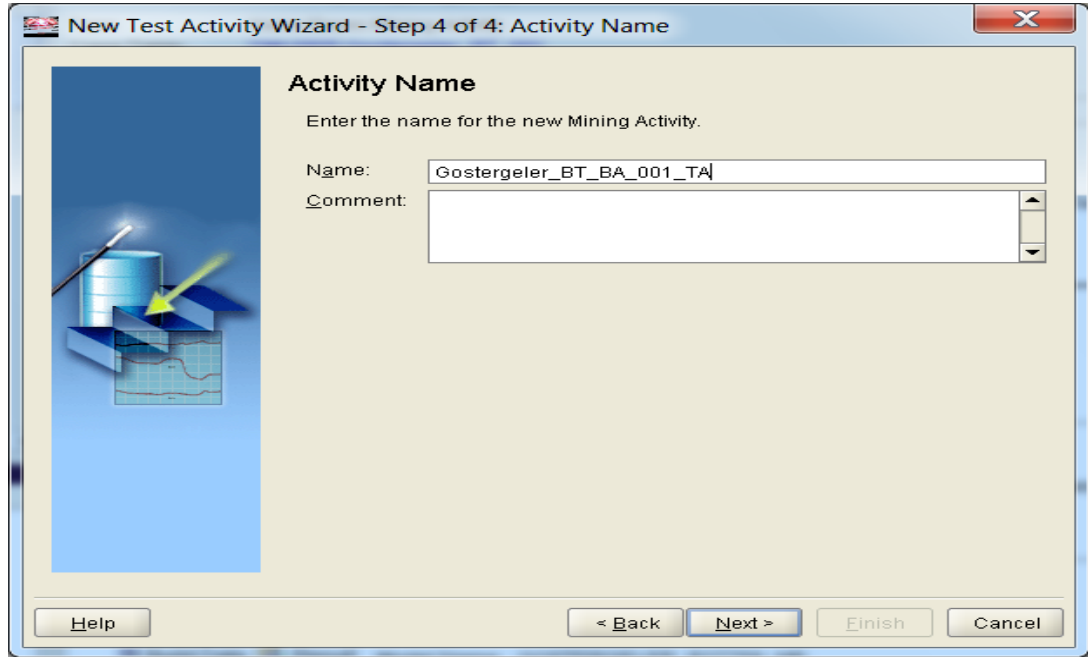 New Test Activity Wizard - Step 4 of 4: Activity Name
Activity Name
Enter the name for the new Mining Activity.
Name: Gostergeler_BT_BA_001_TA
Comment:
Help < Back Next > Finish Cancel